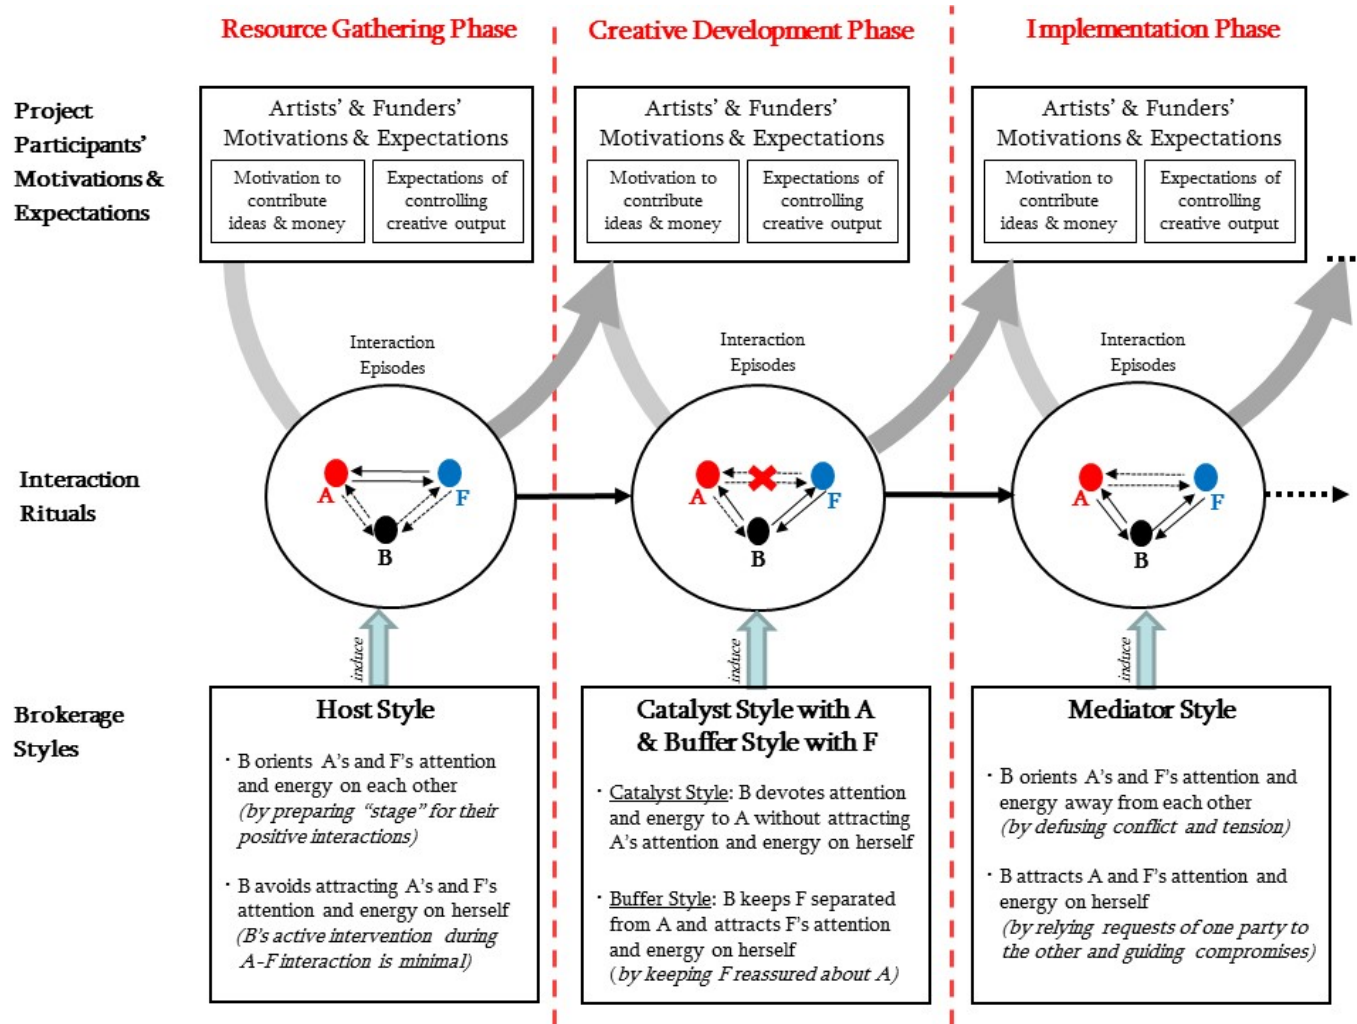 Resource Gathering Phase
Creative Development Phase
Implementation Phase
Project
Participants'
Motivations &
Expectations
Artists' & Funders'
Motivations & Expectations
Motivation to
contribute
ideas & money
Expectations of
controlling
creative output
Artists' & Funders'
Motivations & Expectations
Motivation to
contribute
ideas & money
Expectations of
controlling
creative output
Artists' & Funders'
Motivations & Expectations
Motivation to
contribute
ideas & money
Expectations of
controlling
creative output
Interaction
Rituals
Interaction
Episodes
A
F
B
Interaction
Episodes
A
F
B
Interaction
Episodes
A
F
B
induce
induce
induce
Brokerage
Styles
Host Style
· B orients A's and F's attention
and energy on each other
(by preparing “stage” for their
positive interactions)
· B avoids attracting A's and F's
attention and energy on herself
(B's active intervention during
A-F interaction is minimal)
Catalyst Style with A
& Buffer Style with F
· Catalyst Style: B devotes attention
and energy to A without attracting
A's attention and energy on herself
· Buffer Style: B keeps F separated
from A and attracts F's attention
and energy on herself
(by keeping F reassured about A)
Mediator Style
· B orients A's and F's attention and
energy away from each other
(by defusing conflict and tension)
· B attracts A and F's attention and
energy on herself
(by relying requests of one party to
the other and guiding compromises)